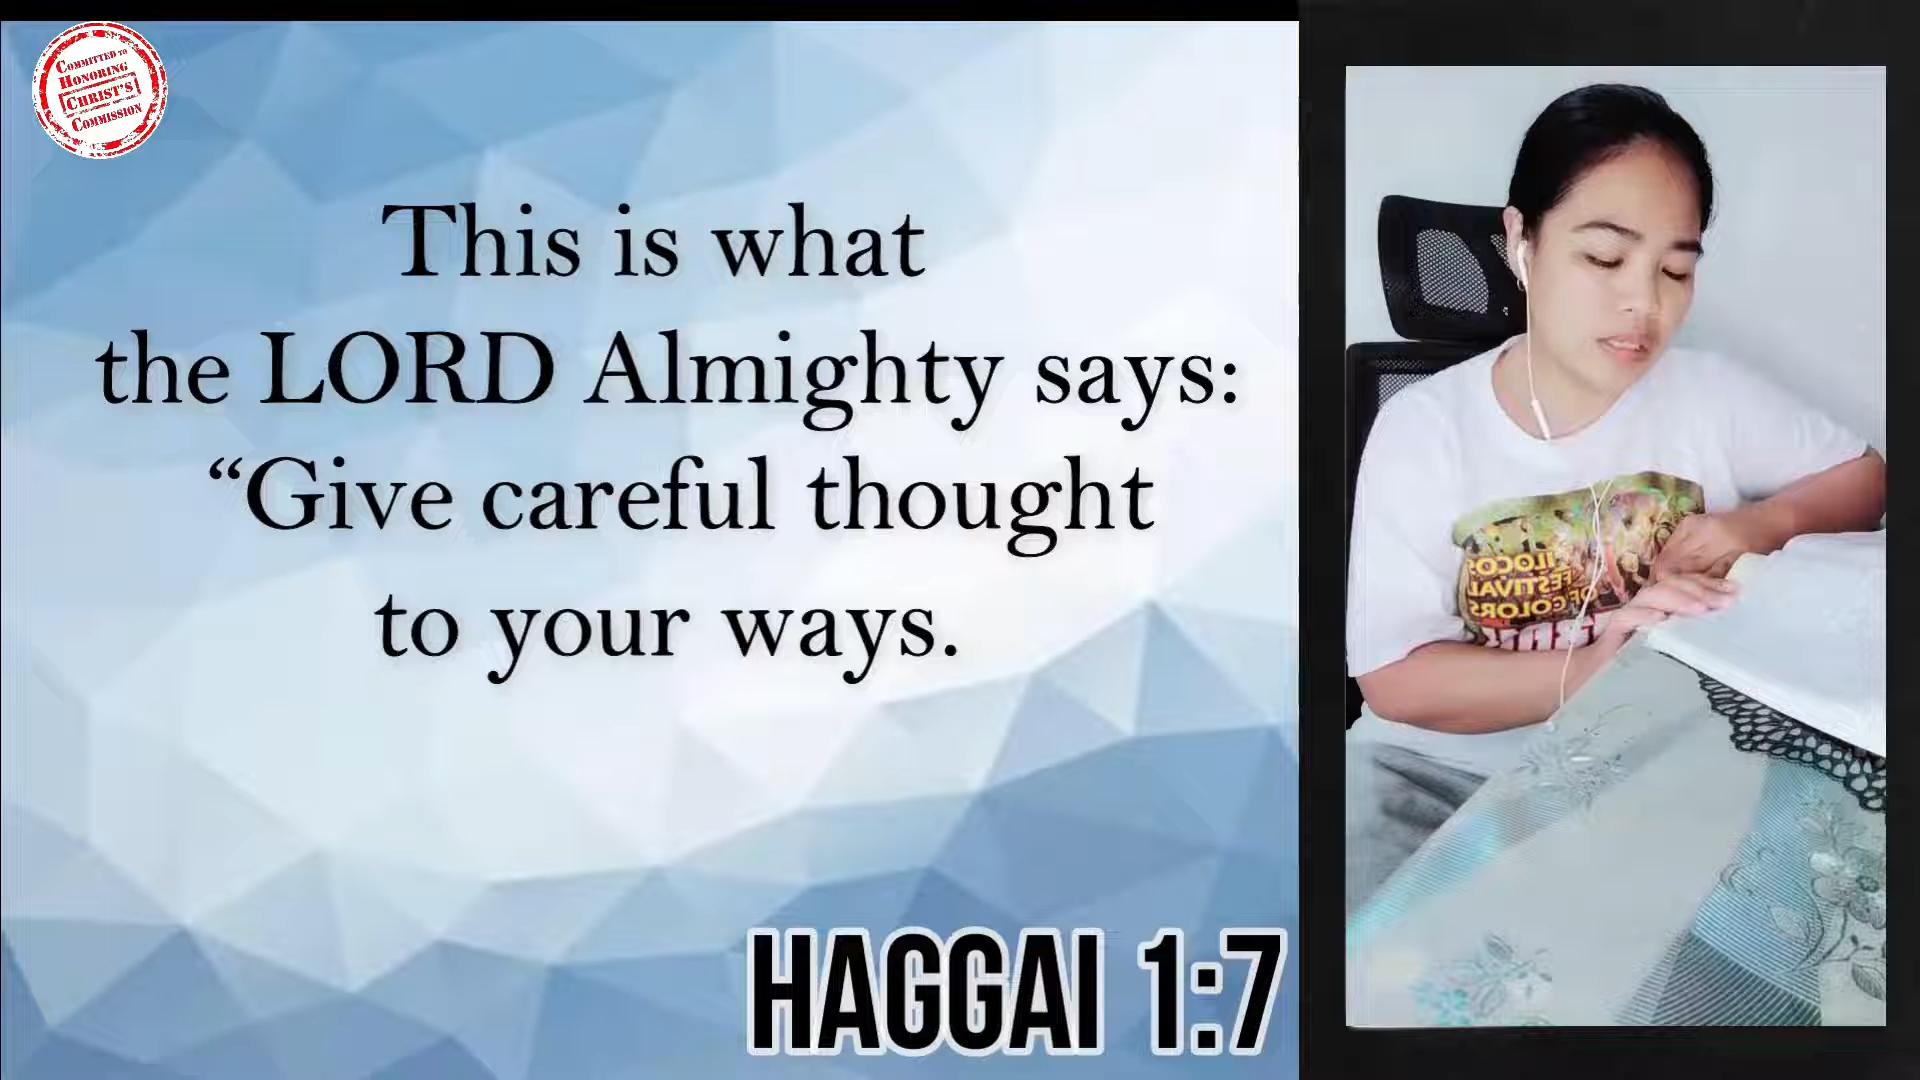 COMMITTED TO
HONORING
CHRIST'S
COMMISSION
This is what
the LORD Almighty says:
“Give careful thought
to your ways.
HAGGAI 1:7
ILOCOS
FESTIVAL
OF COLORS